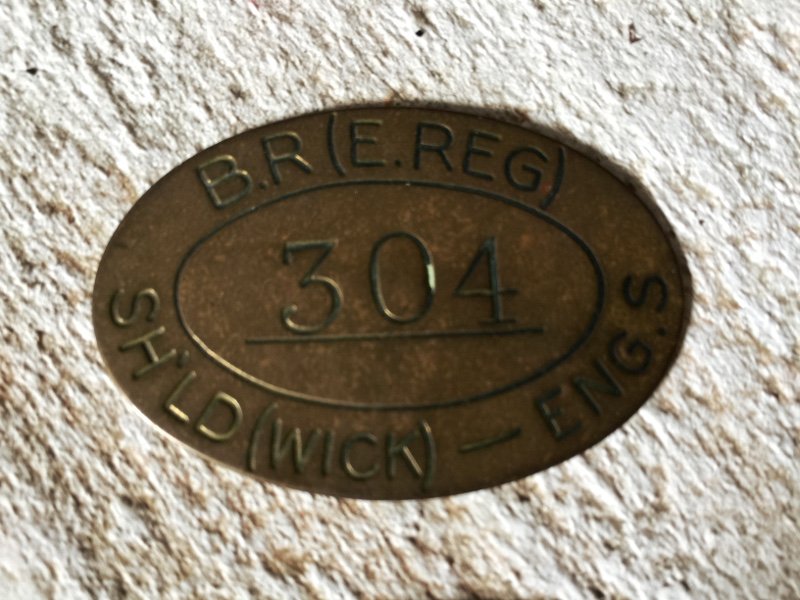 B.R (E.REG)
304
SH'LD (WICK) — ENG.S